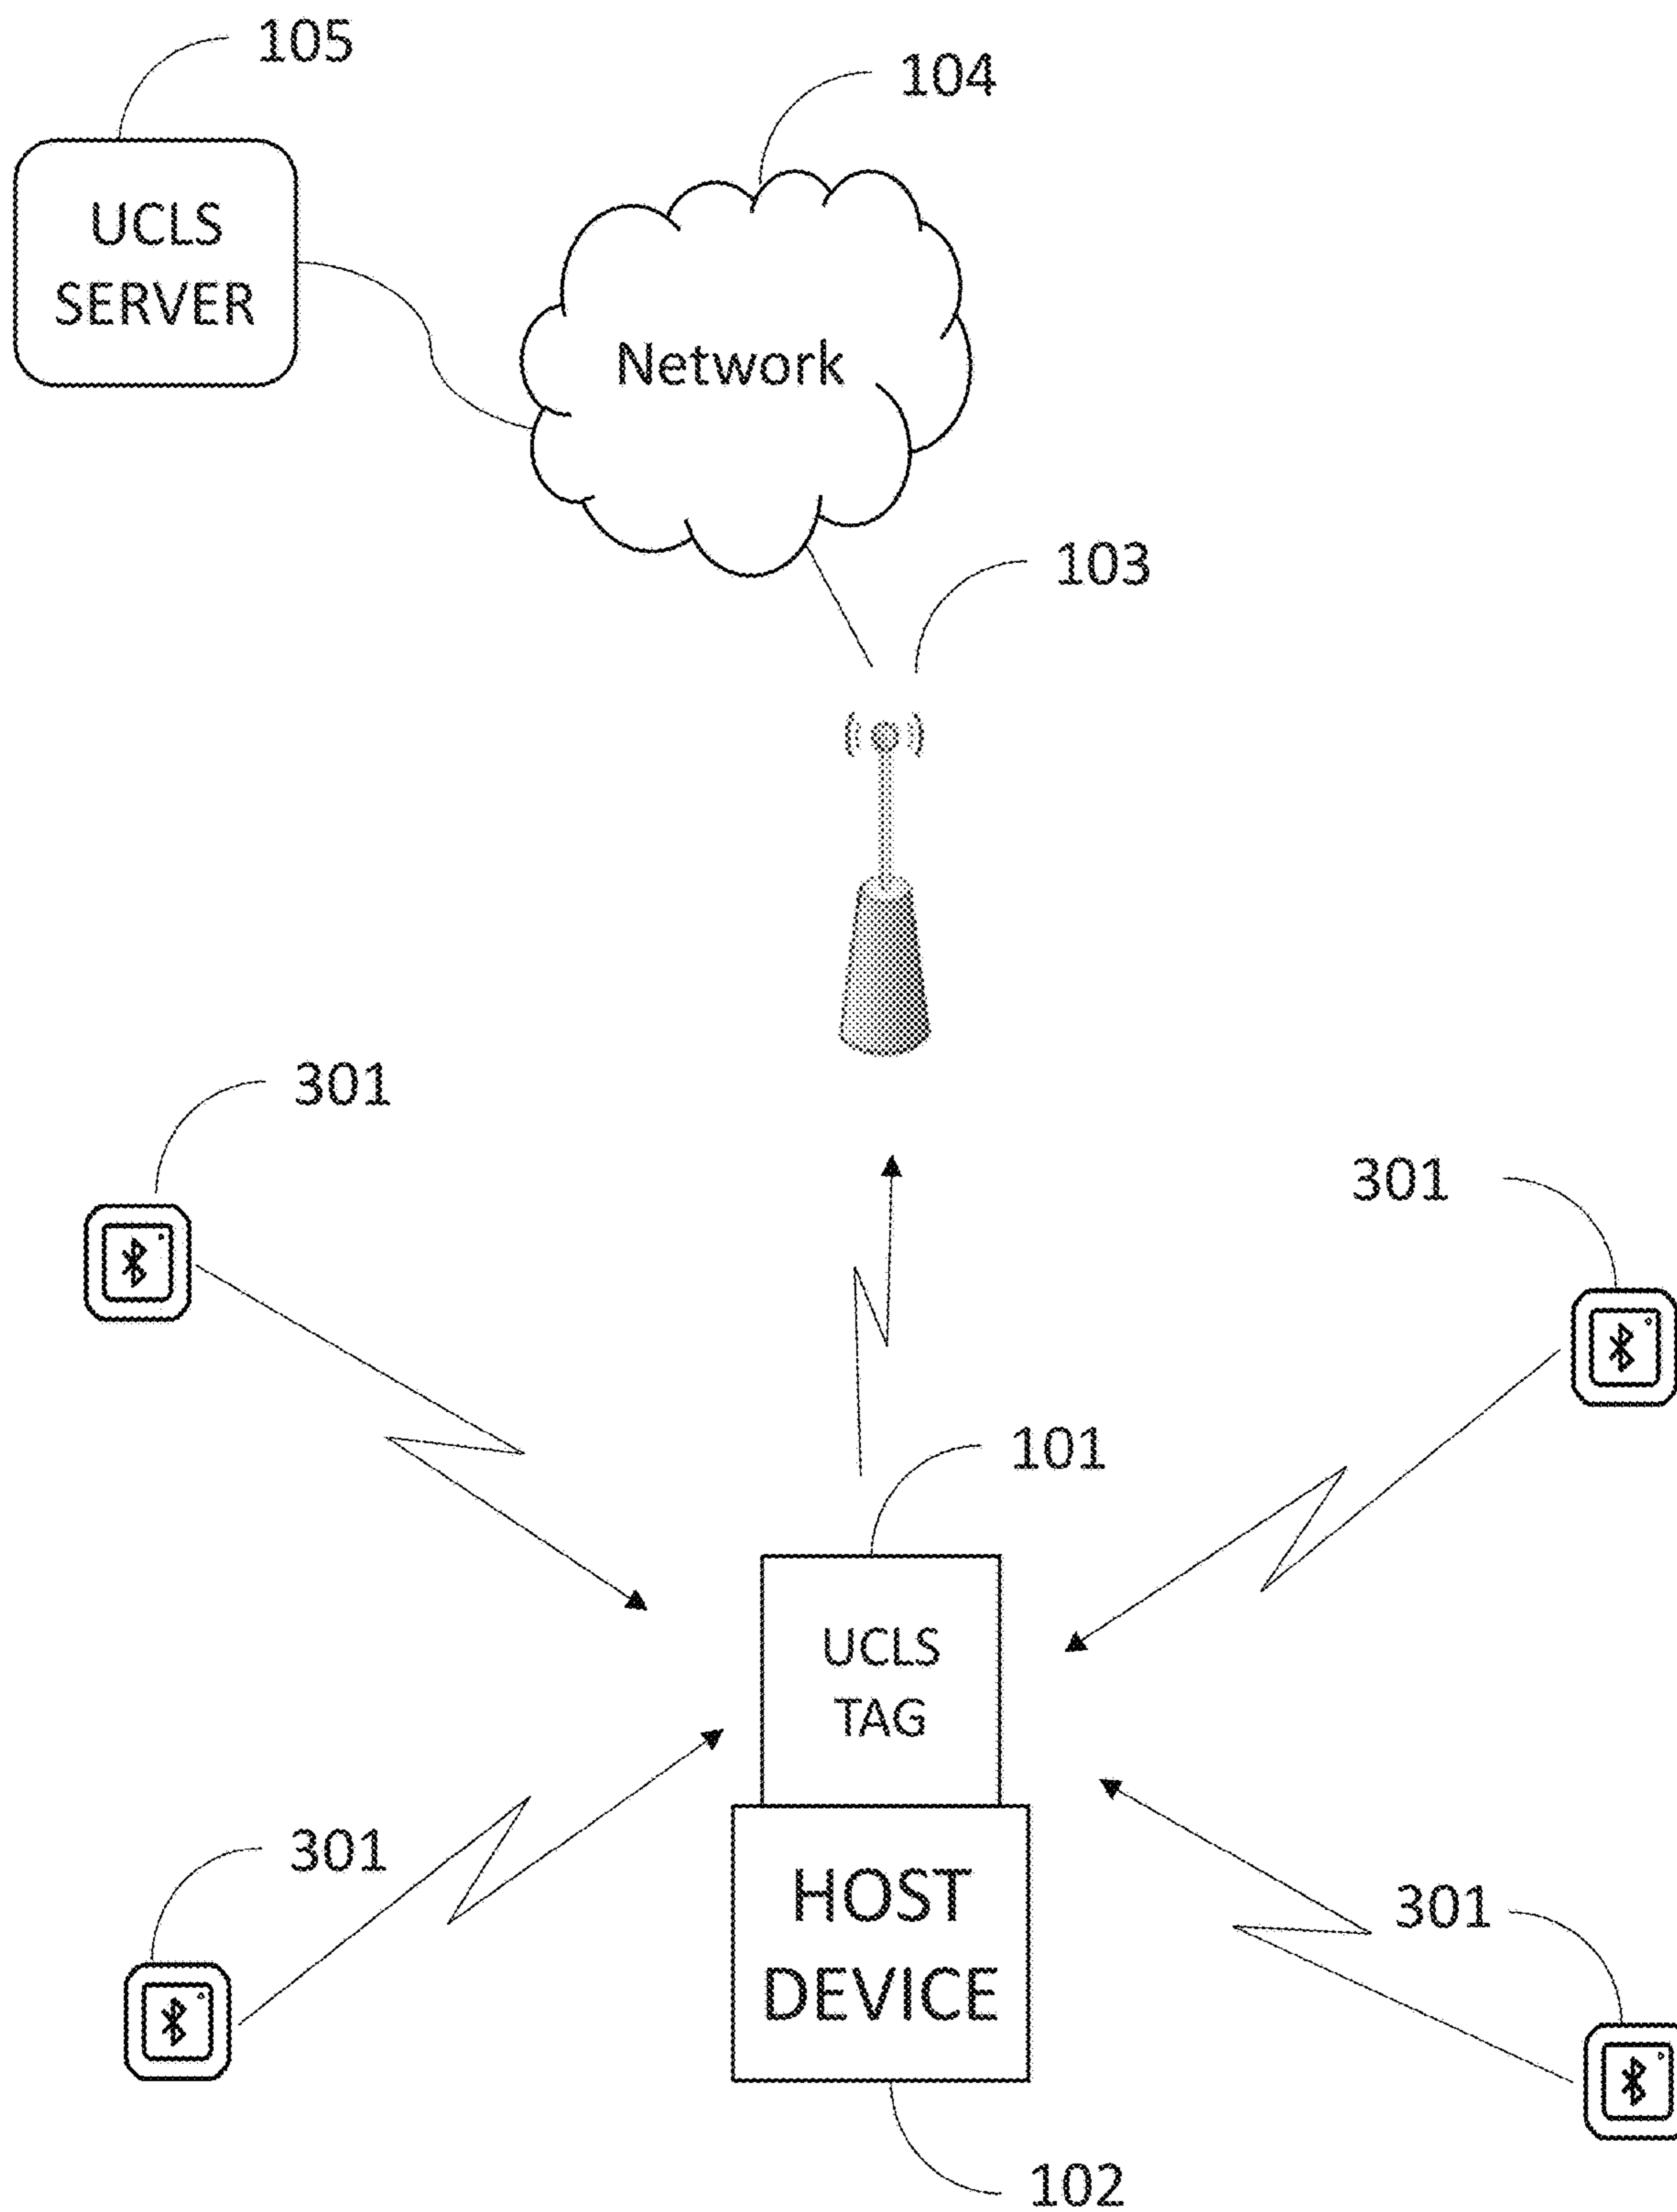 105
104
UCLS
SERVER
Network
103
301
301
101
UCLS
TAG
301
HOST
DEVICE
301
102